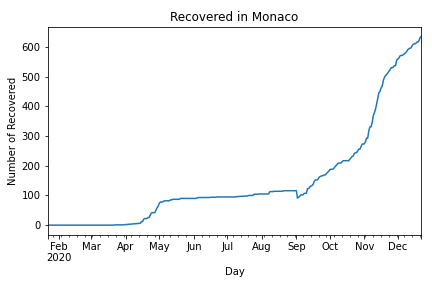 Recovered in Monaco
Number of Recovered
600
500
400
300
200
100
0
Feb Mar Apr May Jun Jul Aug Sep Oct Nov Dec
2020
Day